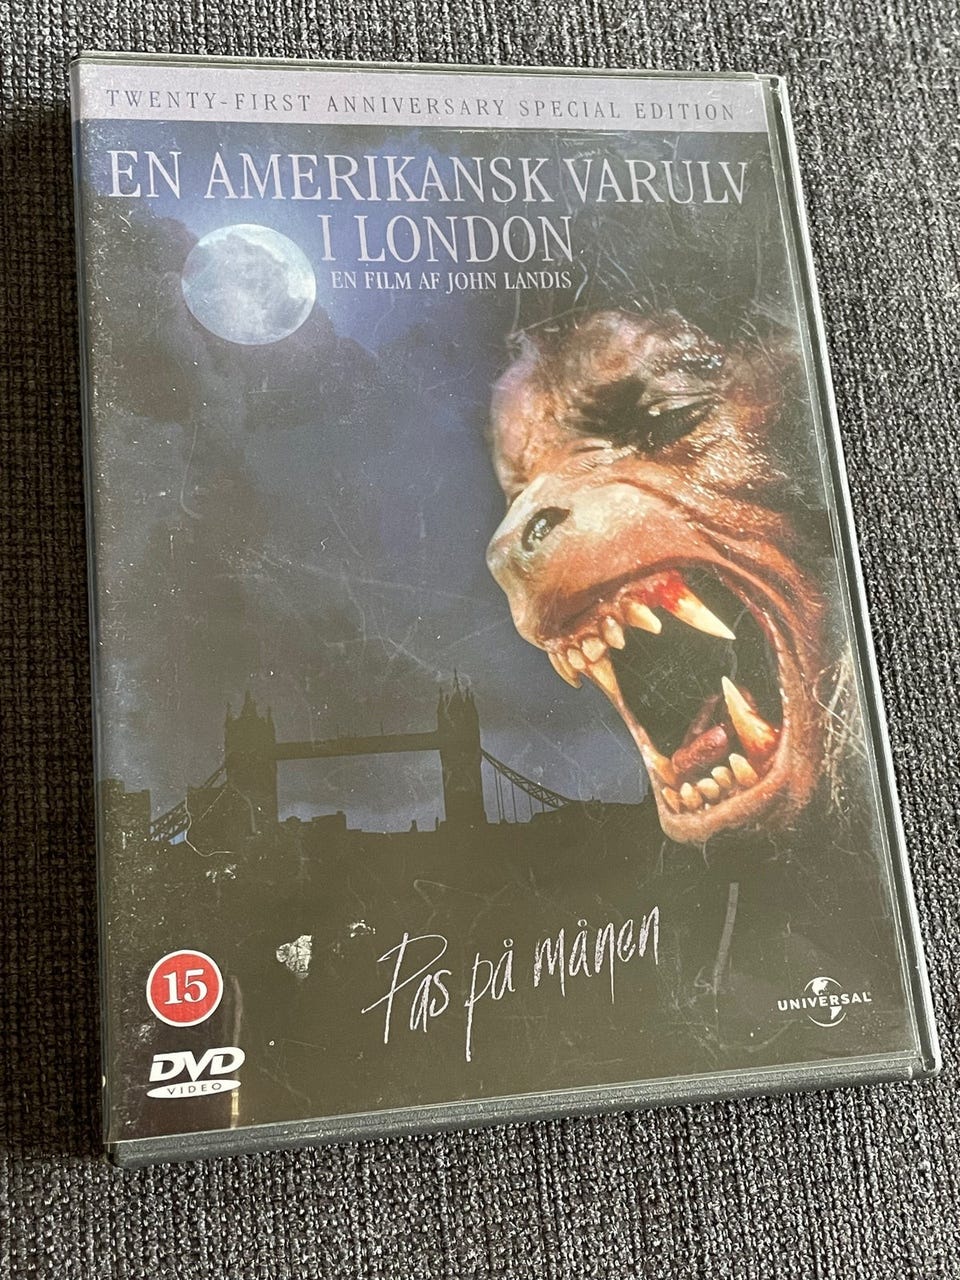 TWENTY-FIRST ANNIVERSARY SPECIAL EDITION
EN AMERIKANSK VARULV
I LONDON
EN FILM AF JOHN LANDIS
Pas på månen
15
UNIVERSAL
DVD
VIDEO